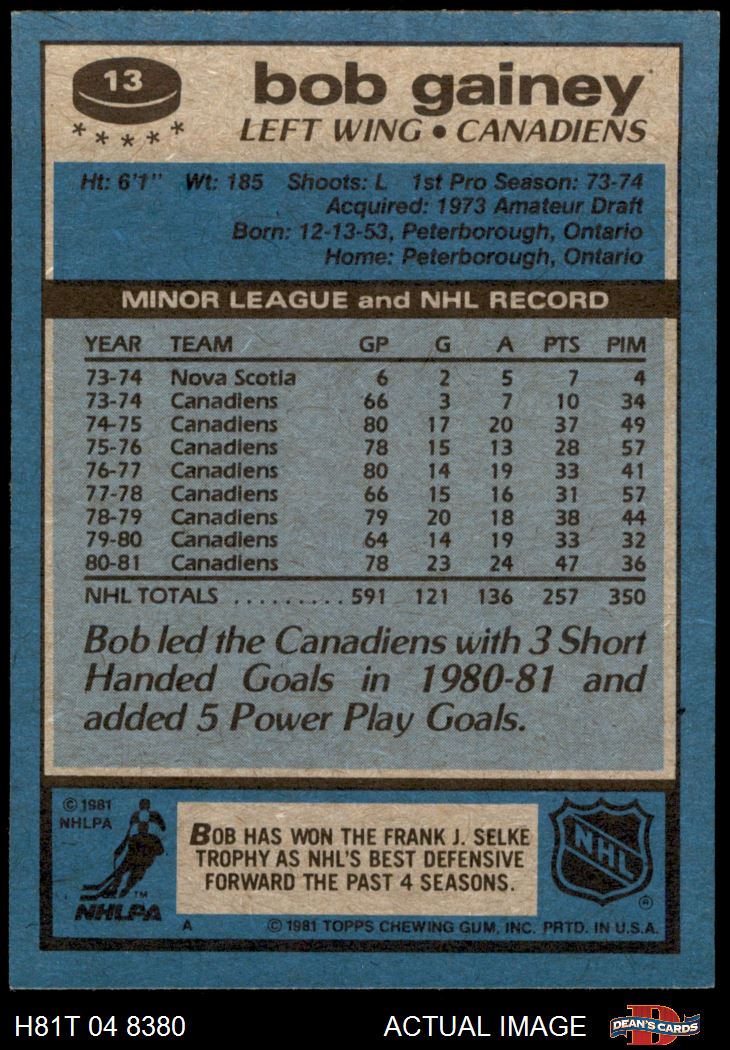 13
bob gainey
LEFT WING • CANADIENS
Ht: 6'1" Wt: 185 Shoots: L 1st Pro Season: 73-74
Acquired: 1973 Amateur Draft
Born: 12-13-53, Peterborough, Ontario
Home: Peterborough, Ontario
MINOR LEAGUE and NHL RECORD
YEAR TEAM GP G A PTS PIM
73-74 Nova Scotia 6 2 5 7 4
73-74 Canadiens 66 3 7 10 34
74-75 Canadiens 80 17 20 37 49
75-76 Canadiens 78 15 13 28 57
76-77 Canadiens 80 14 19 33 41
77-78 Canadiens 66 15 16 31 57
78-79 Canadiens 79 20 18 38 44
79-80 Canadiens 64 14 19 33 32
80-81 Canadiens 78 23 24 47 36
NHL TOTALS ..........591 121 136 257 350
Bob led the Canadiens with 3 Short
Handed Goals in 1980-81 and
added 5 Power Play Goals.
© 1981
NHLPA
TM
NHLPA
BOB HAS WON THE FRANK J. SELKE
TROPHY AS NHL'S BEST DEFENSIVE
FORWARD THE PAST 4 SEASONS.
NHL
®
A © 1981 TOPPS CHEWING GUM, INC. PRTD. IN U.S.A.
H81T 04 8380 ACTUAL IMAGE
D
DEAN'S CARDS